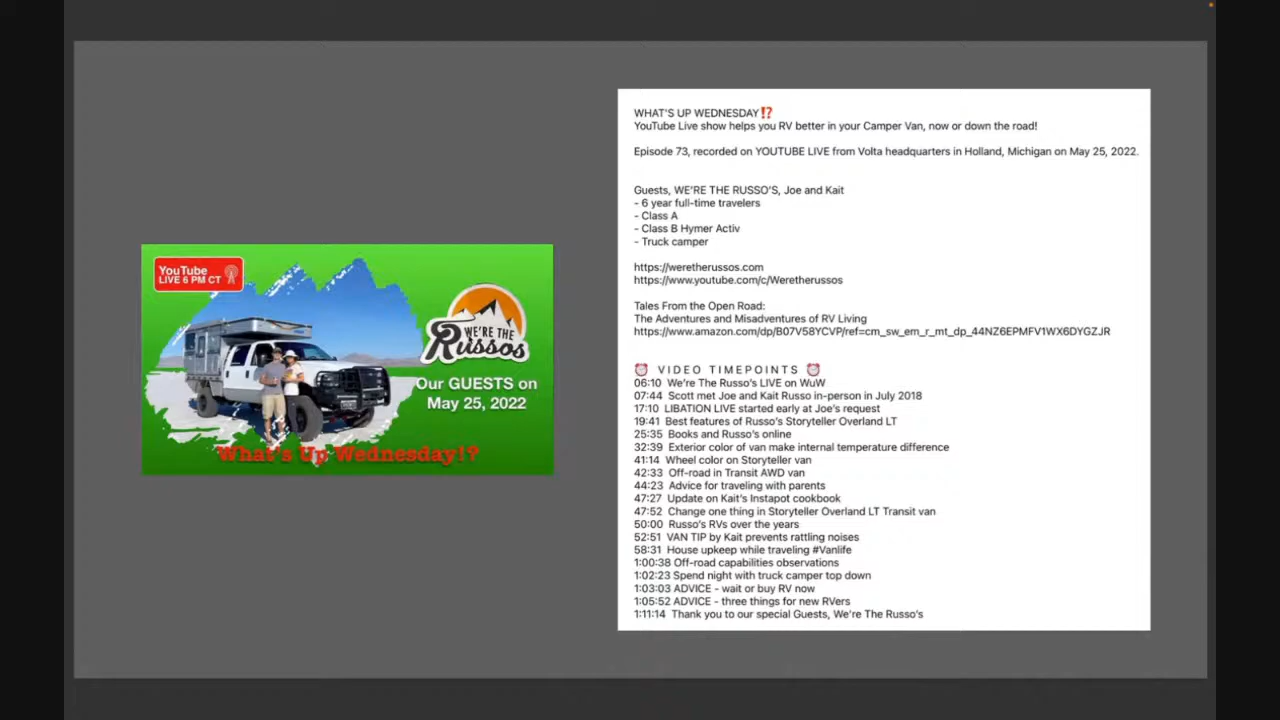 YouTube
LIVE 6 PM CT
WE'RE THE
Russos
Our GUESTS on
May 25, 2022
What's Up Wednesday!?
WHAT'S UP WEDNESDAY⁉️
YouTube Live show helps you RV better in your Camper Van, now or down the road!
Episode 73, recorded on YOUTUBE LIVE from Volta headquarters in Holland, Michigan on May 25, 2022.
Guests, WE'RE THE RUSSO'S, Joe and Kait
- 6 year full-time travelers
- Class A
- Class B Hymer Activ
- Truck camper
https://weretherussos.com
https://www.youtube.com/c/Weretherussos
Tales From the Open Road:
The Adventures and Misadventures of RV Living
https://www.amazon.com/dp/B07V58YCVP/ref=cm_sw_em_r_mt_dp_44NZ6EPMFV1WX6DYGZJR
⏰ VIDEO TIMEPOINTS ⏰
06:10 We're The Russo's LIVE on WuW
07:44 Scott met Joe and Kait Russo in-person in July 2018
17:10 LIBATION LIVE started early at Joe's request
19:41 Best features of Russo's Storyteller Overland LT
25:35 Books and Russo's online
32:39 Exterior color of van make internal temperature difference
41:14 Wheel color on Storyteller van
42:33 Off-road in Transit AWD van
44:23 Advice for traveling with parents
47:27 Update on Kait's Instapot cookbook
47:52 Change one thing in Storyteller Overland LT Transit van
50:00 Russo's RVs over the years
52:51 VAN TIP by Kait prevents rattling noises
58:31 House upkeep while traveling #Vanlife
1:00:38 Off-road capabilities observations
1:02:23 Spend night with truck camper top down
1:03:03 ADVICE - wait or buy RV now
1:05:52 ADVICE - three things for new RVers
1:11:14 Thank you to our special Guests, We're The Russo's